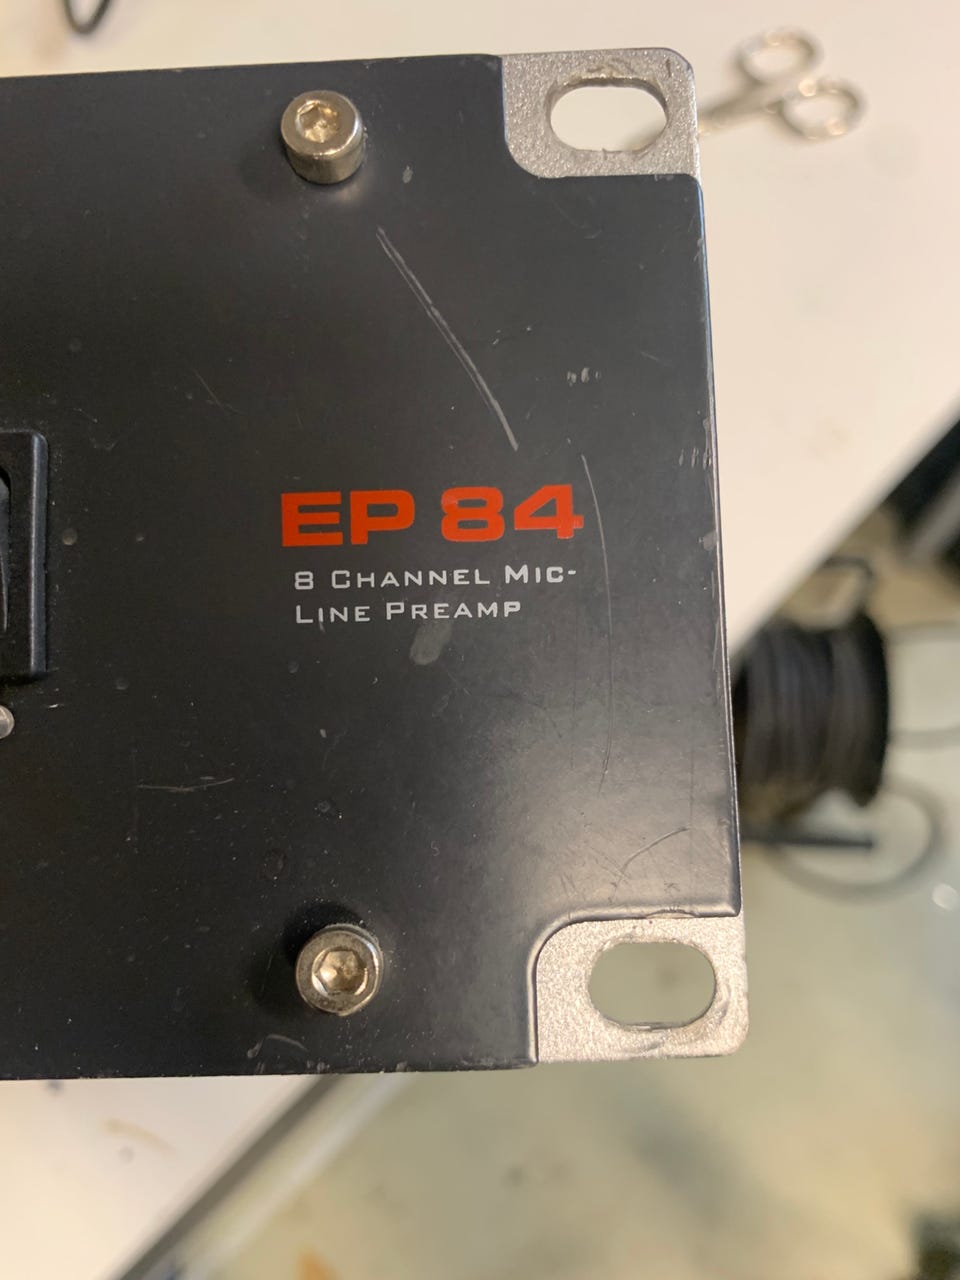 EP 84
8 Channel Mic-
Line Preamp